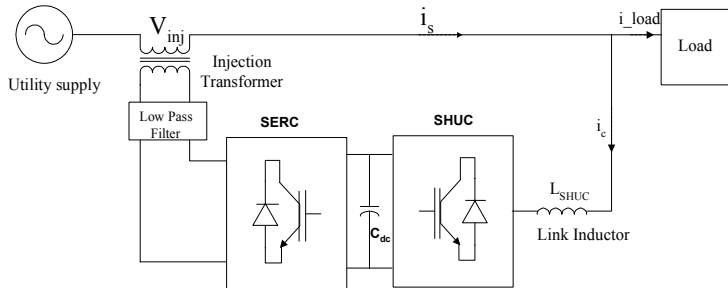 V_inj
i_s
i_load
Load
Utility supply
Injection
Transformer
Low Pass
Filter
SERC
SHUC
i_c
L_SHUC
Link Inductor
C_dc